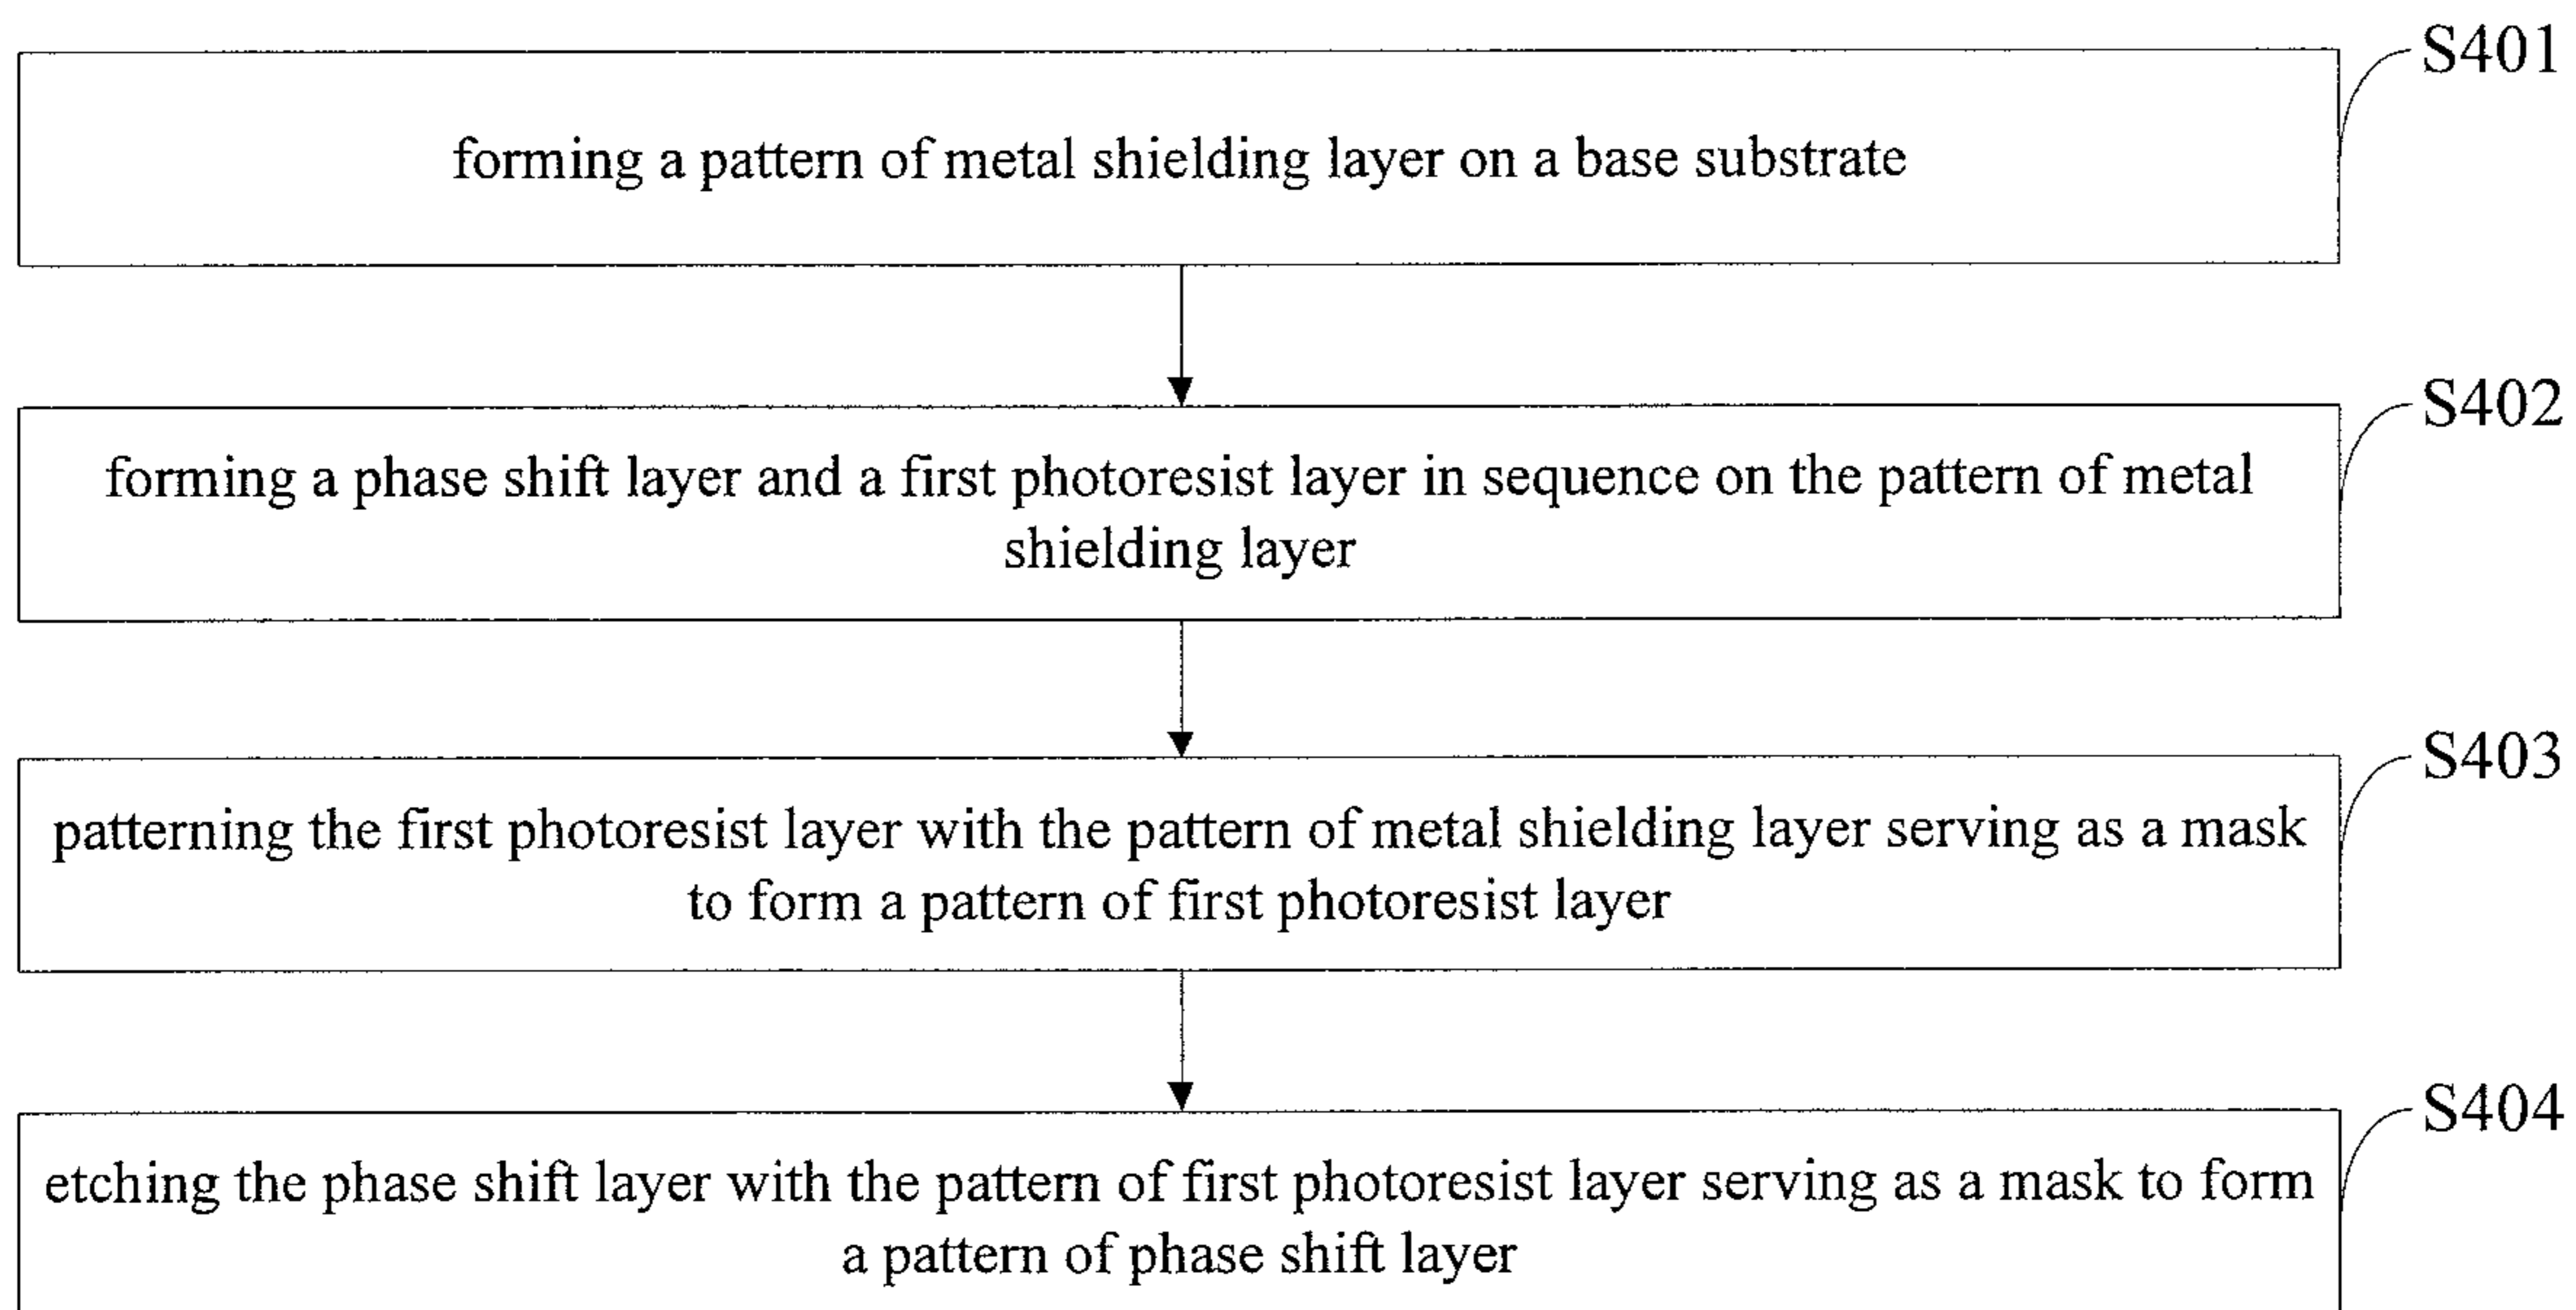 S401
forming a pattern of metal shielding layer on a base substrate
S402
forming a phase shift layer and a first photoresist layer in sequence on the pattern of metal
shielding layer
S403
patterning the first photoresist layer with the pattern of metal shielding layer serving as a mask
to form a pattern of first photoresist layer
S404
etching the phase shift layer with the pattern of first photoresist layer serving as a mask to form
a pattern of phase shift layer